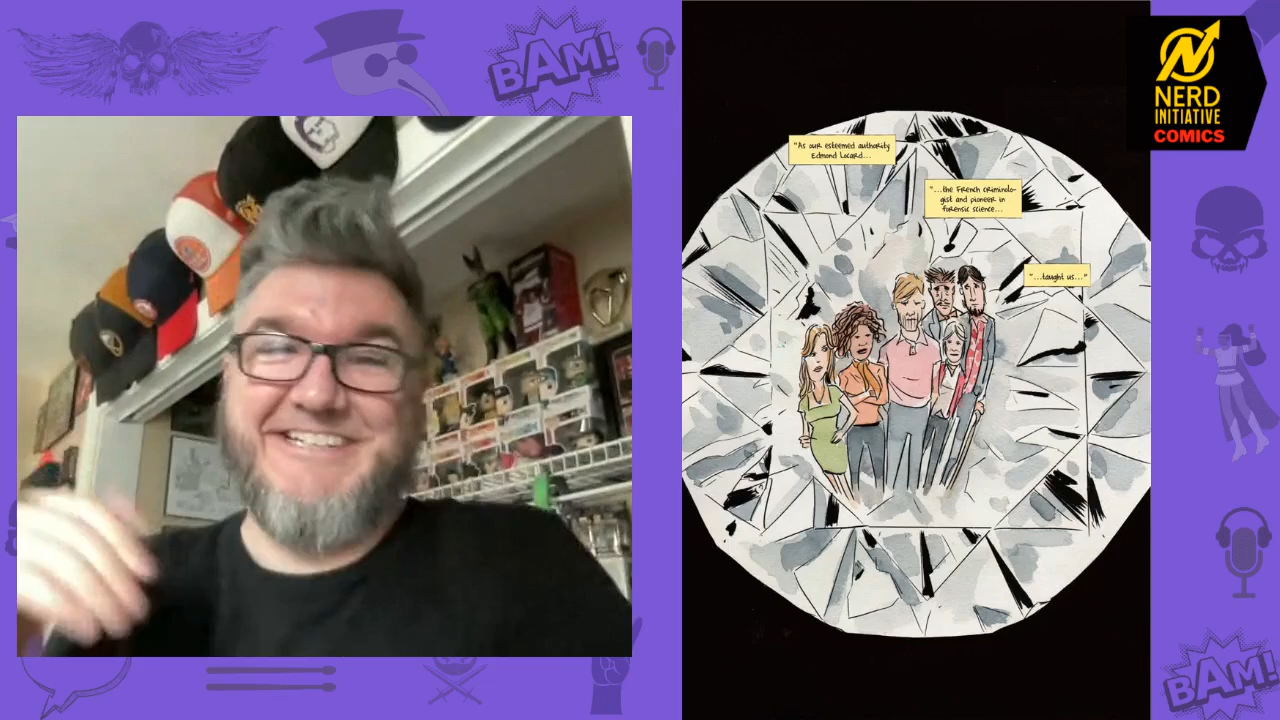 BAM!
NERD
INITIATIVE
COMICS
"As our esteemed authority
Edmond Locard...
"...the French criminolo-
gist and pioneer in
forensic science...
"...taught us..."
BAM!